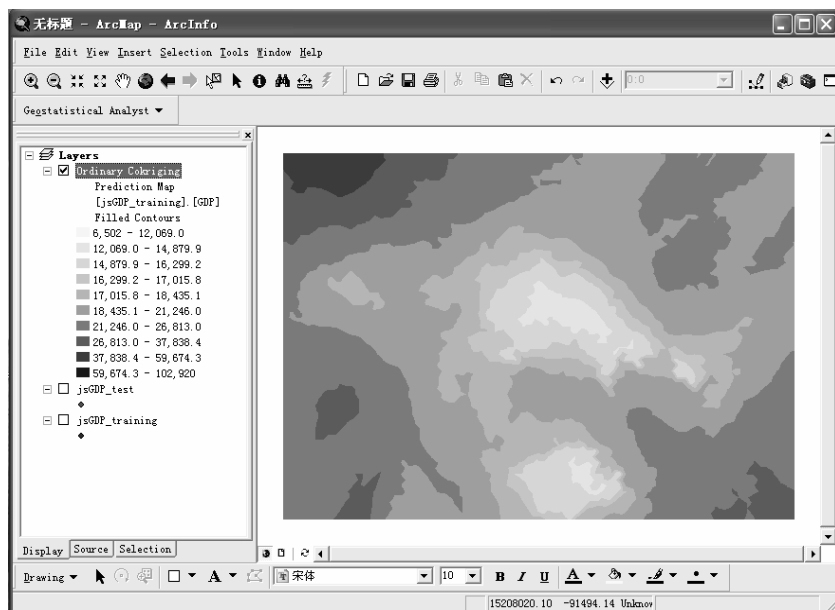 无标题 - ArcMap - ArcInfo
File Edit View Insert Selection Tools Window Help
0:0
Geostatistical Analyst
Layers
Ordinary Cokriging
Prediction Map
[jsGDP_training].[GDP]
Filled Contours
6,502 - 12,069.0
12,069.0 - 14,879.9
14,879.9 - 16,299.2
16,299.2 - 17,015.8
17,015.8 - 18,435.1
18,435.1 - 21,246.0
21,246.0 - 26,813.0
26,813.0 - 37,838.4
37,838.4 - 59,674.3
59,674.3 - 102,920
jsGDP_test
jsGDP_training
Display Source Selection
Drawing A 宋体 10 B I U A
15208020.10 -91494.14 Unknow